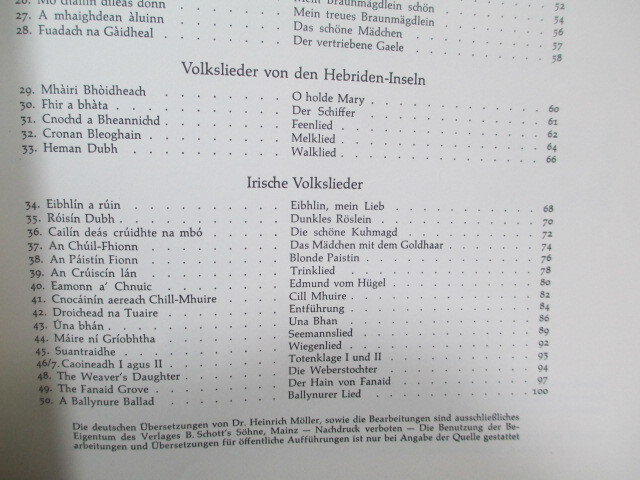 Mein Braunmägdlein schön 52
26. Mo chailin dileas donn Mein treues Braunmägdlein 54
27. A mhaighdean àluinn Das schöne Mädchen 56
28. Fuadach na Gàidheal Der vertriebene Gaele 57
58
Volkslieder von den Hebriden-Inseln
29. Mhàiri Bhòidheach O holde Mary 60
30. Fhir a bhàta Der Schiffer 61
31. Cnochd a Bheannichd Feenlied 62
32. Cronan Bleoghain Melklied 64
33. Heman Dubh Walklied 66
Irische Volkslieder
34. Eibhlín a rúin Eibhlin, mein Lieb 68
35. Róisín Dubh Dunkles Röslein 70
36. Cailín deás crúidhte na mbó Die schöne Kuhmagd 72
37. An Chúil-Fhionn Das Mädchen mit dem Goldhaar 74
38. An Páistín Fionn Blonde Paistin 76
39. An Crúiscín lán Trinklied 78
40. Eamonn a' Chnuic Edmund vom Hügel 80
41. Cnocáinín aereach Chill-Mhuire Cill Mhuire 82
42. Droichead na Tuaire Entführung 84
43. Úna bhán Una Bhan 86
44. Máire ní Gríobhtha Seemannslied 89
45. Suantraidhe Wiegenlied 92
46/7. Caoineadh I agus II Totenklage I und II 93
48. The Weaver's Daughter Die Weberstochter 94
49. The Fanaid Grove Der Hain von Fanaid 97
50. A Ballynure Ballad Ballynurer Lied 100
Die deutschen Übersetzungen von Dr. Heinrich Möller, sowie die Bearbeitungen sind ausschließliches
Eigentum des Verlages B. Schott's Söhne, Mainz — Nachdruck verboten — Die Benutzung der Be-
arbeitungen und Übersetzungen für öffentliche Aufführungen ist nur bei Angabe der Quelle gestattet